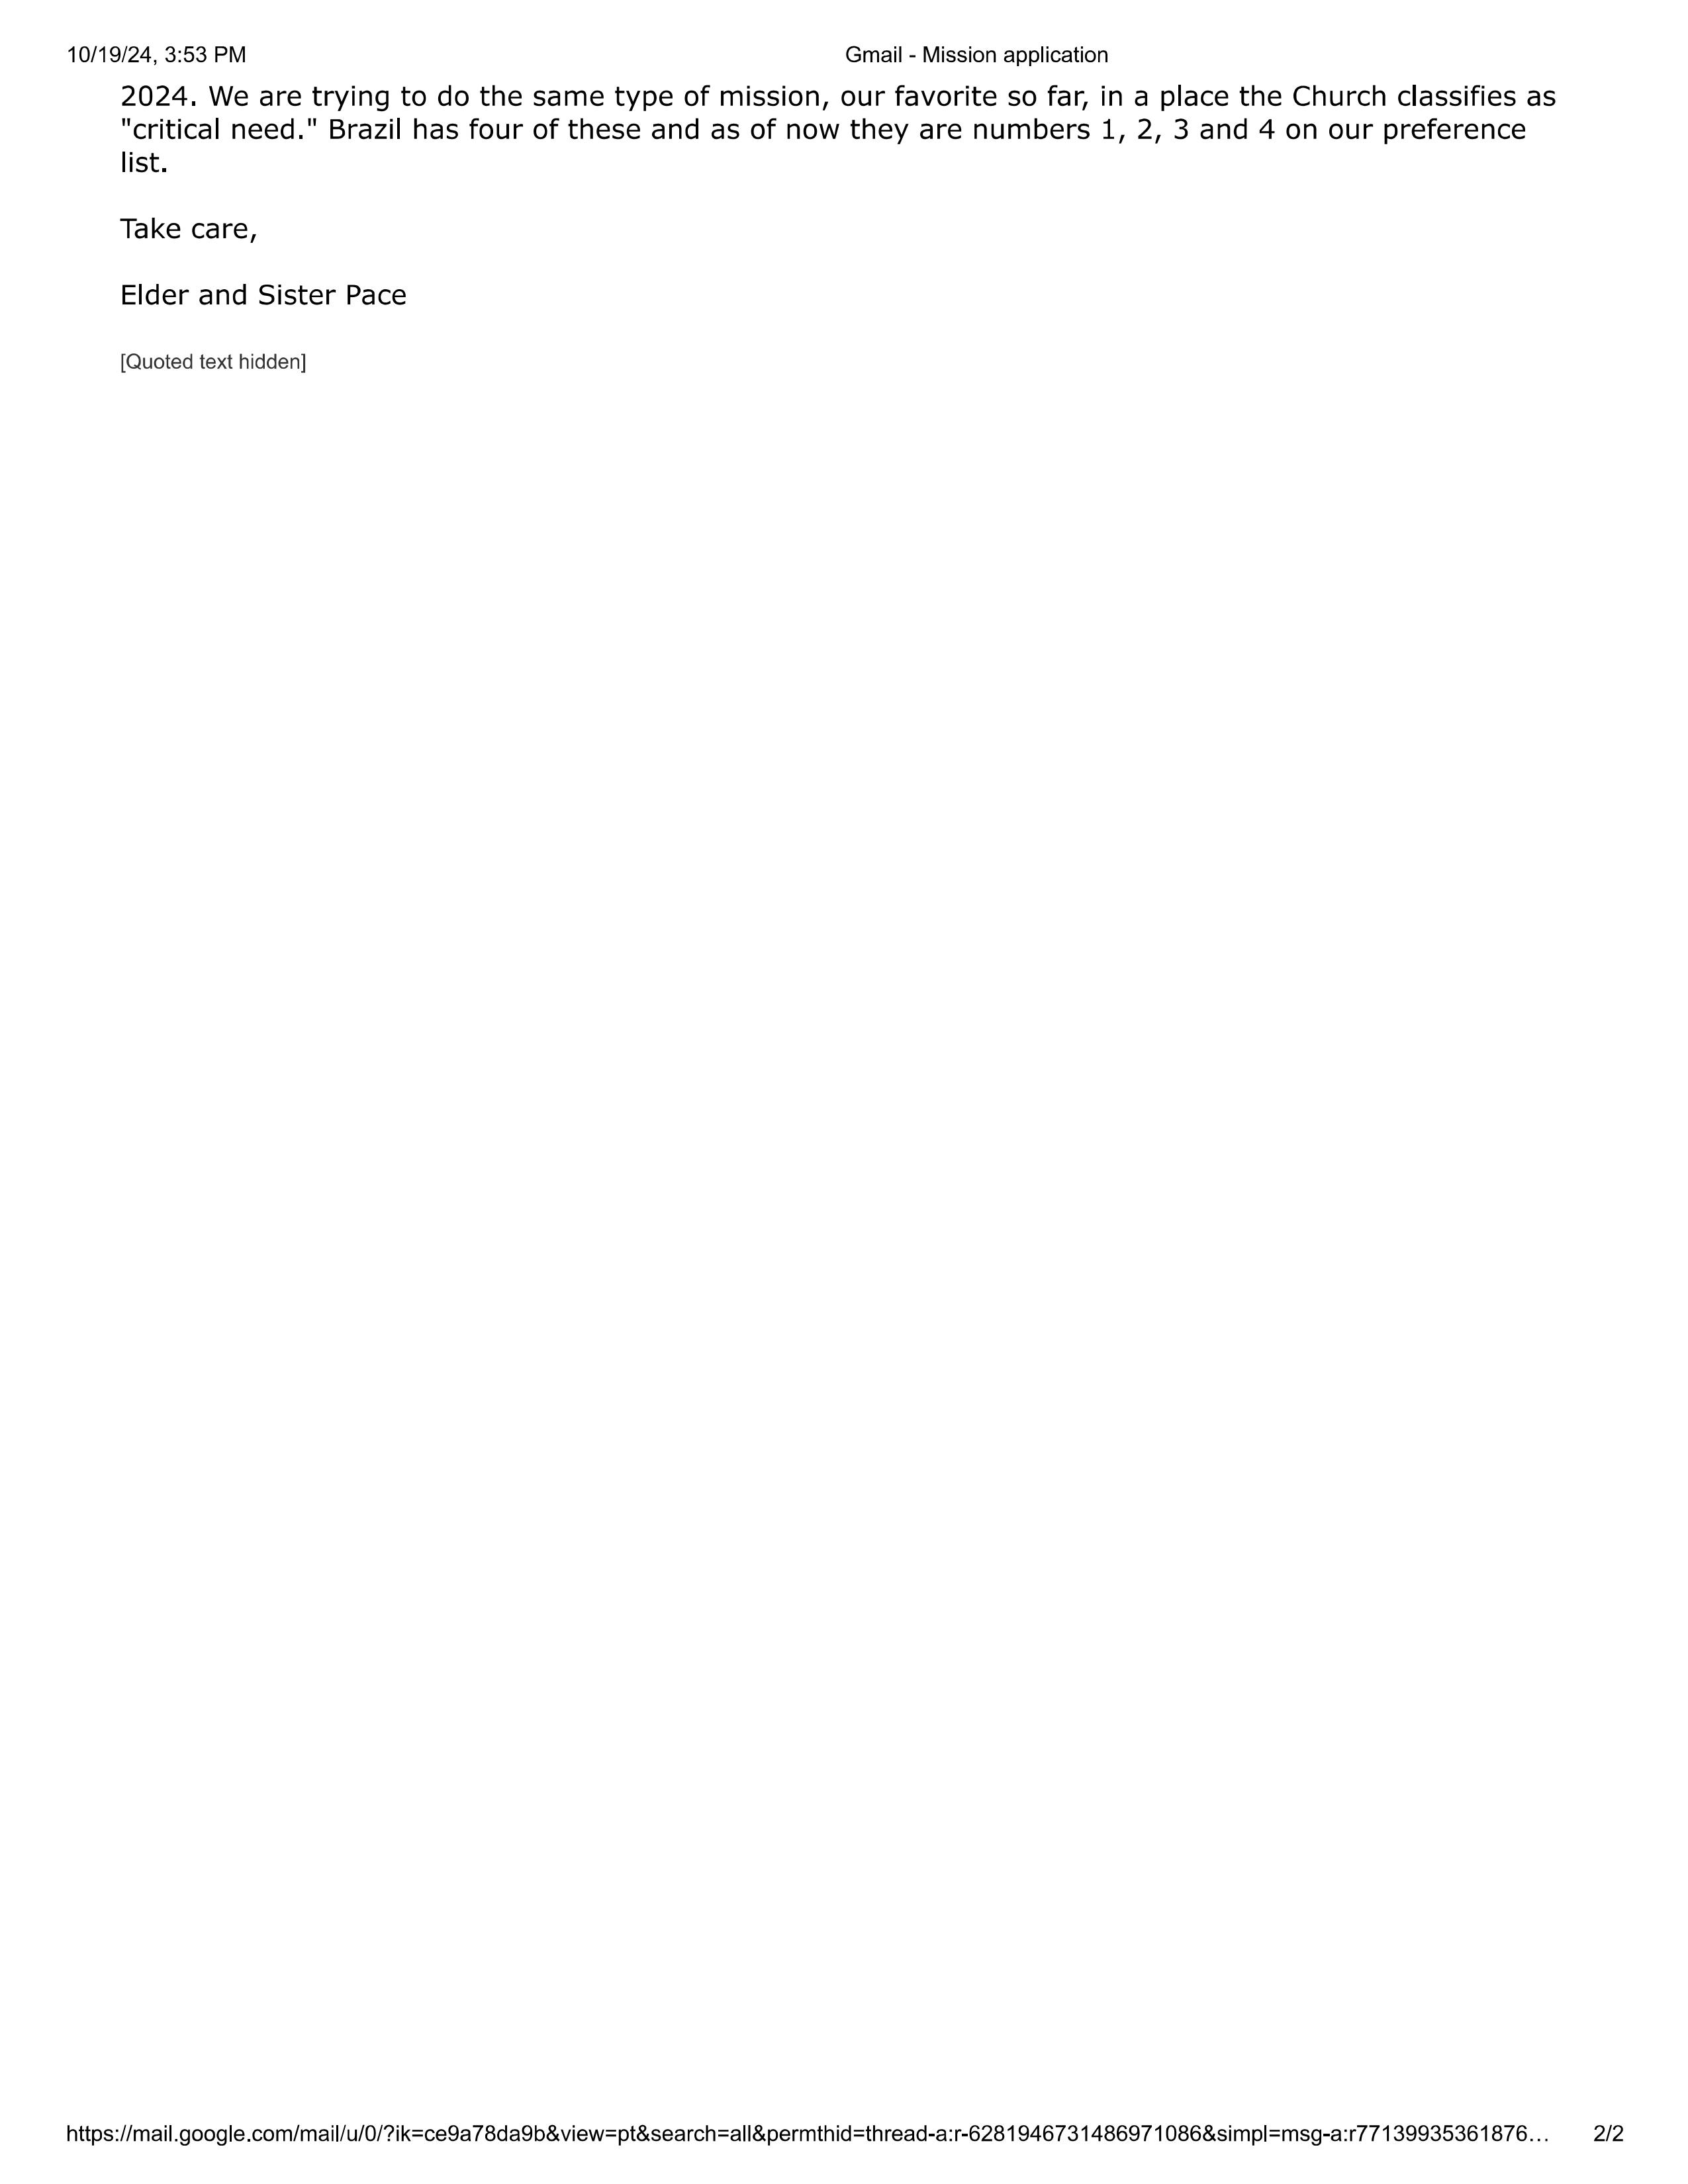 10/19/24, 3:53 PM
Gmail - Mission application
2024. We are trying to do the same type of mission, our favorite so far, in a place the Church classifies as
"critical need." Brazil has four of these and as of now they are numbers 1, 2, 3 and 4 on our preference
list.
Take care,
Elder and Sister Pace
[Quoted text hidden]
https://mail.google.com/mail/u/0/?ik=ce9a78da9b&view=pt&search=all&permthid=thread-a:r-6281946731486971086&simpl=msg-a:r77139935361876…
2/2